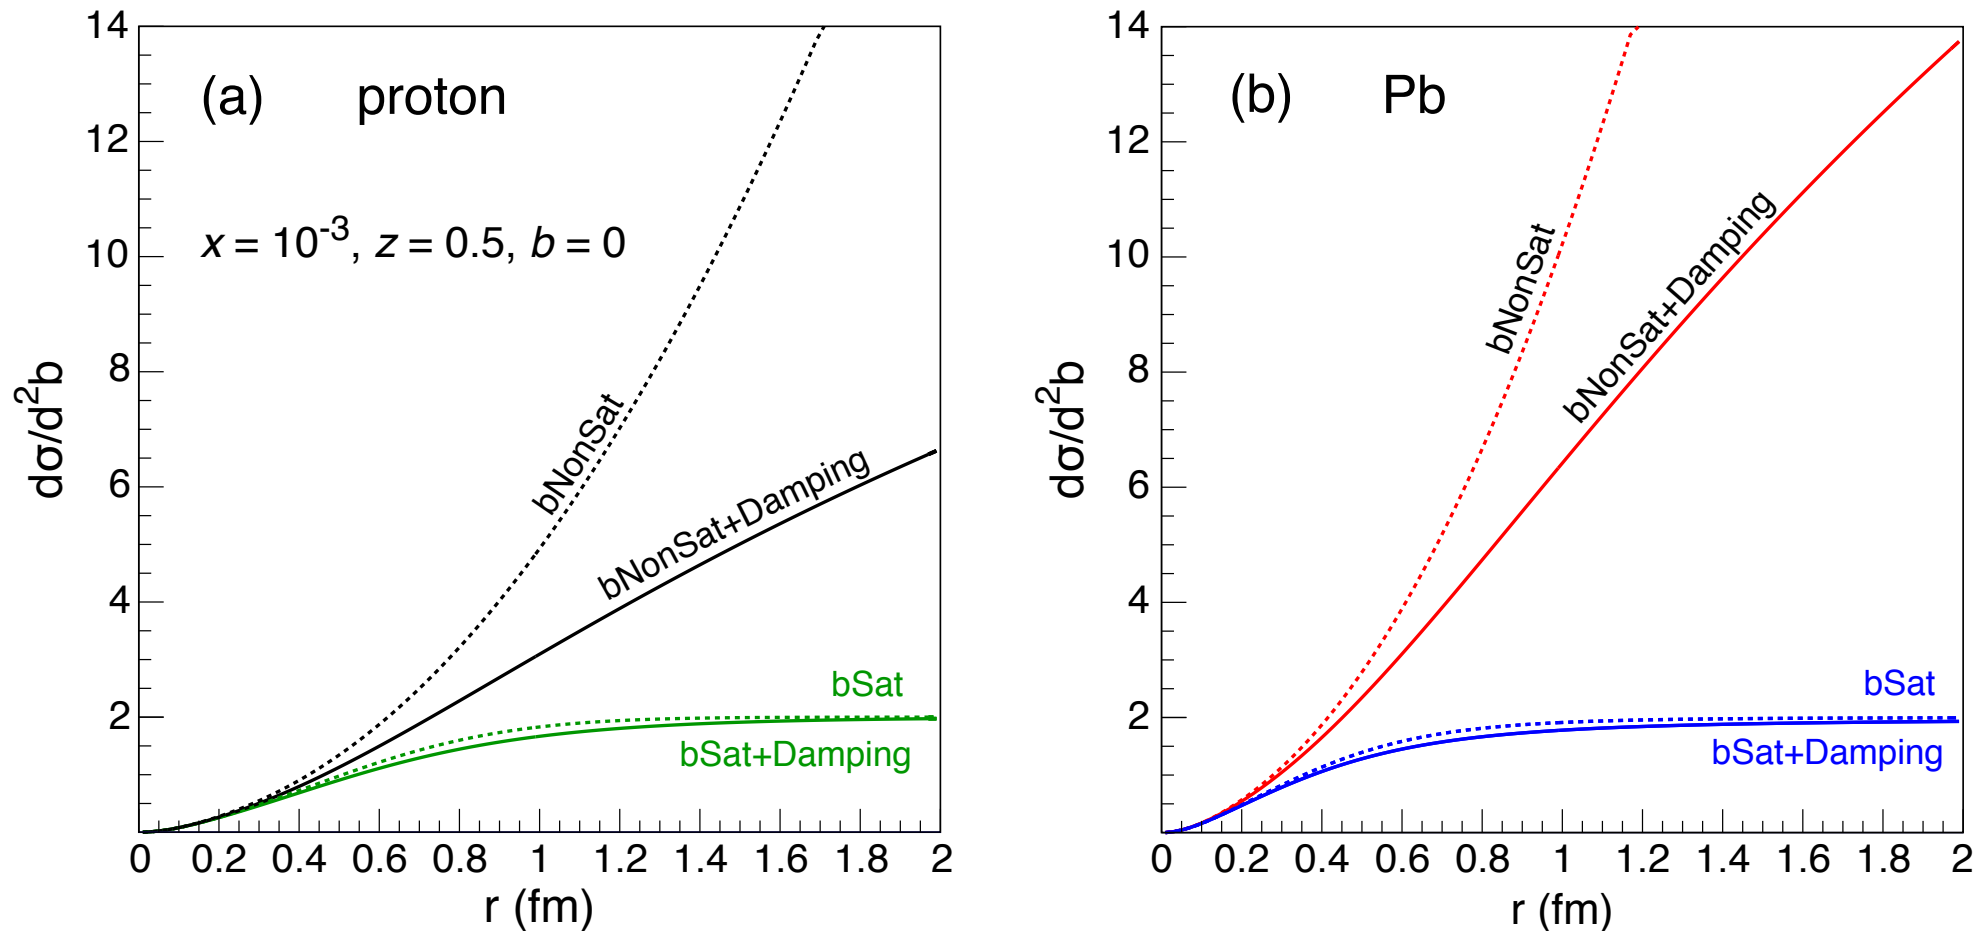 (a) proton
x = 10⁻³, z = 0.5, b = 0
bNonSat
bNonSat+Damping
bSat
bSat+Damping
14
12
10
8
6
4
2
dσ/d²b
0 0.2 0.4 0.6 0.8 1 1.2 1.4 1.6 1.8 2
r (fm)
(b) Pb
bNonSat
bNonSat+Damping
bSat
bSat+Damping
14
12
10
8
6
4
2
dσ/d²b
0 0.2 0.4 0.6 0.8 1 1.2 1.4 1.6 1.8 2
r (fm)